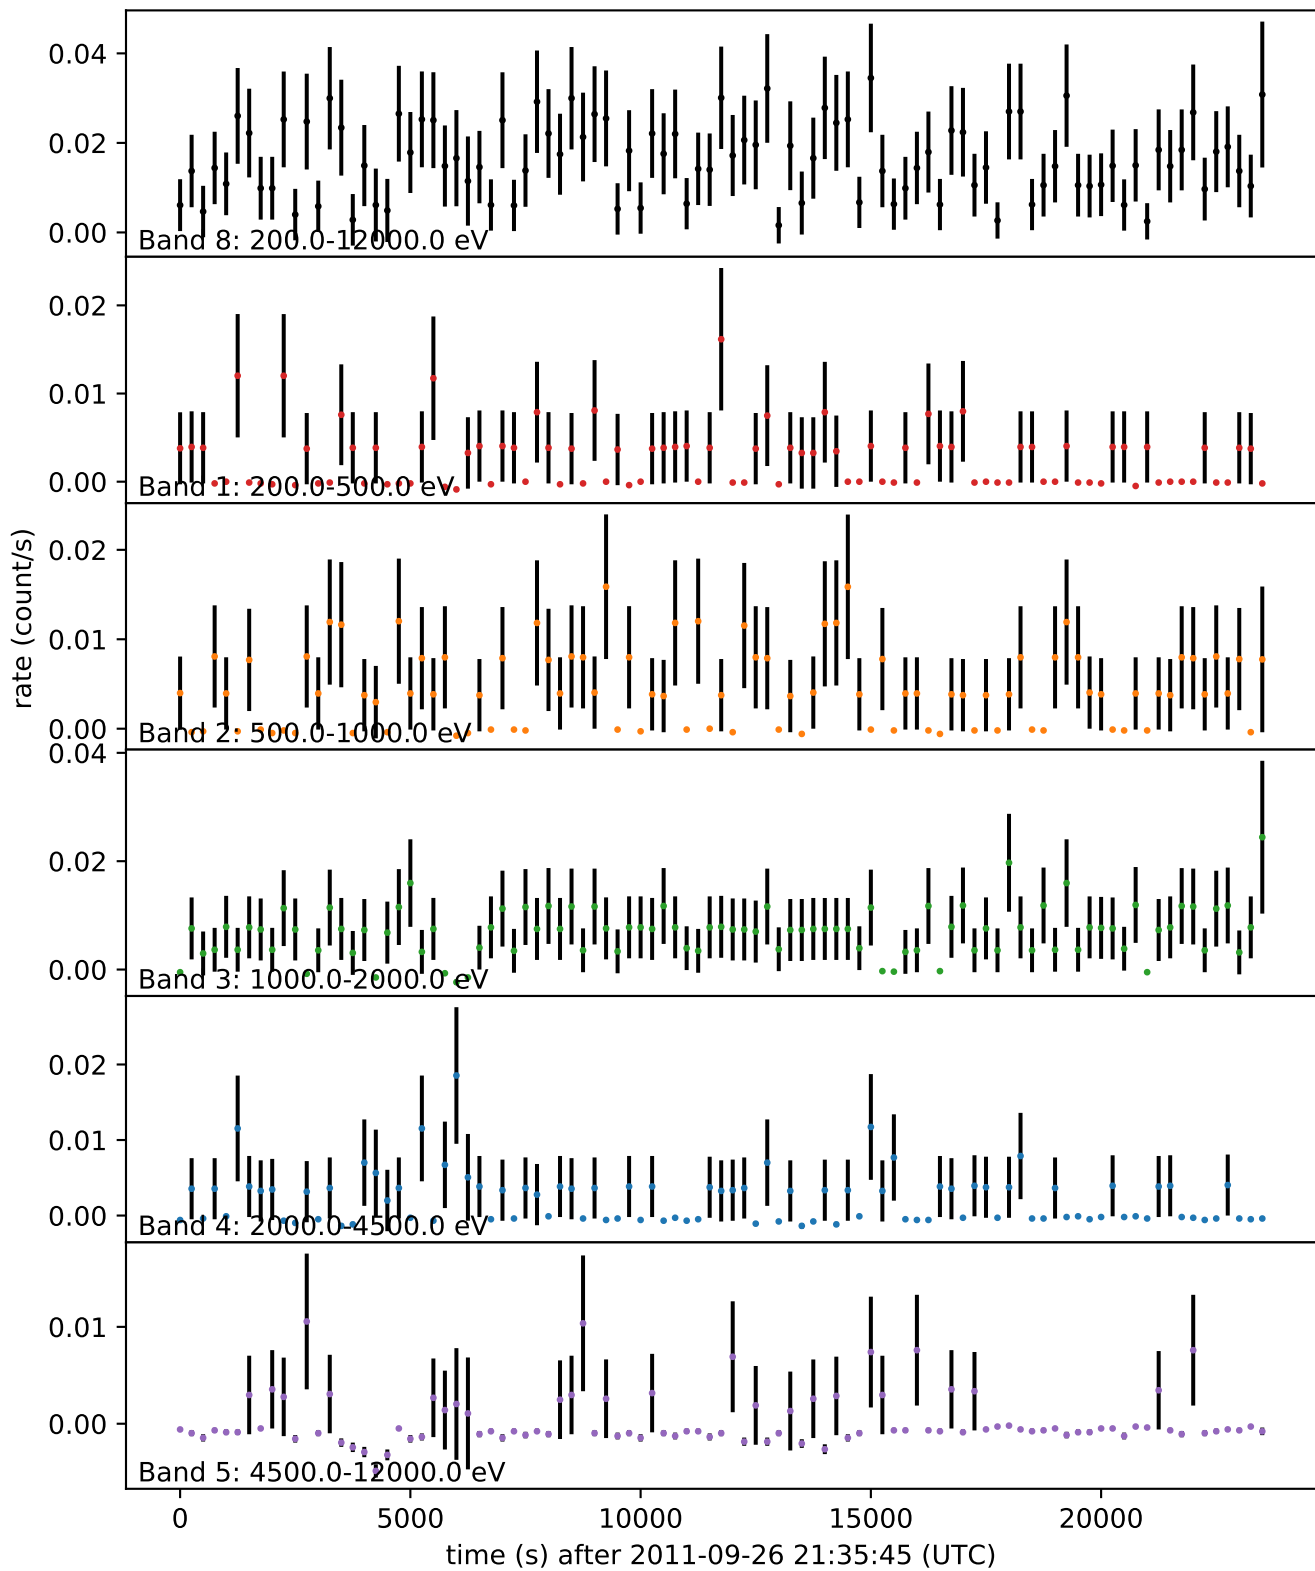 0.04
0.02
0.00
Band 8: 200.0-12000.0 eV
0.02
0.01
0.00
Band 1: 200.0-500.0 eV
rate (count/s)
0.02
0.01
0.00
Band 2: 500.0-1000.0 eV
0.04
0.02
0.00
Band 3: 1000.0-2000.0 eV
0.02
0.01
0.00
Band 4: 2000.0-4500.0 eV
0.01
0.00
Band 5: 4500.0-12000.0 eV
0 5000 10000 15000 20000
time (s) after 2011-09-26 21:35:45 (UTC)